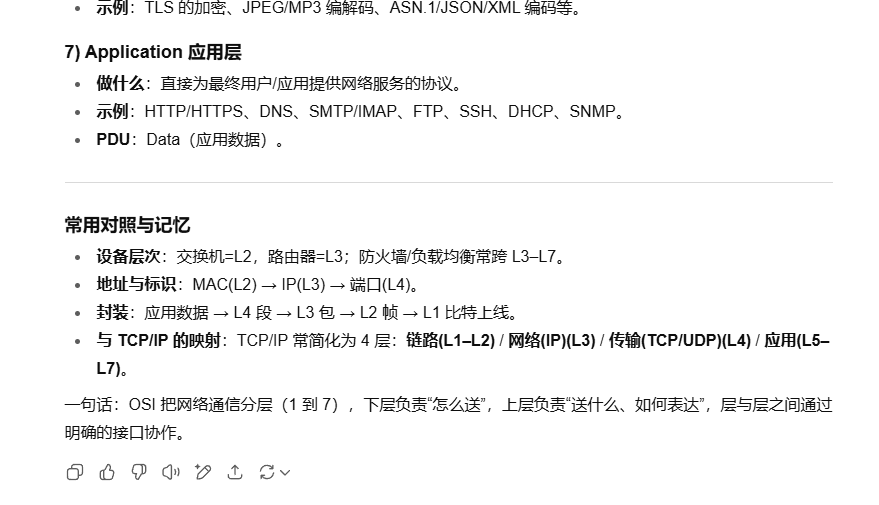 示例：TLS 的加密、JPEG/MP3 编解码、ASN.1/JSON/XML 编码等。
7) Application 应用层
做什么：直接为最终用户/应用提供网络服务的协议。
示例：HTTP/HTTPS、DNS、SMTP/IMAP、FTP、SSH、DHCP、SNMP。
PDU：Data（应用数据）。
常用对照与记忆
设备层次：交换机=L2，路由器=L3；防火墙/负载均衡常跨 L3–L7。
地址与标识：MAC(L2) → IP(L3) → 端口(L4)。
封装：应用数据 → L4 段 → L3 包 → L2 帧 → L1 比特上线。
与 TCP/IP 的映射：TCP/IP 常简化为 4 层：链路(L1–L2) / 网络(IP)(L3) / 传输(TCP/UDP)(L4) / 应用(L5–
L7)。
一句话：OSI 把网络通信分层（1 到 7），下层负责“怎么送”，上层负责“送什么、如何表达”，层与层之间通过
明确的接口协作。